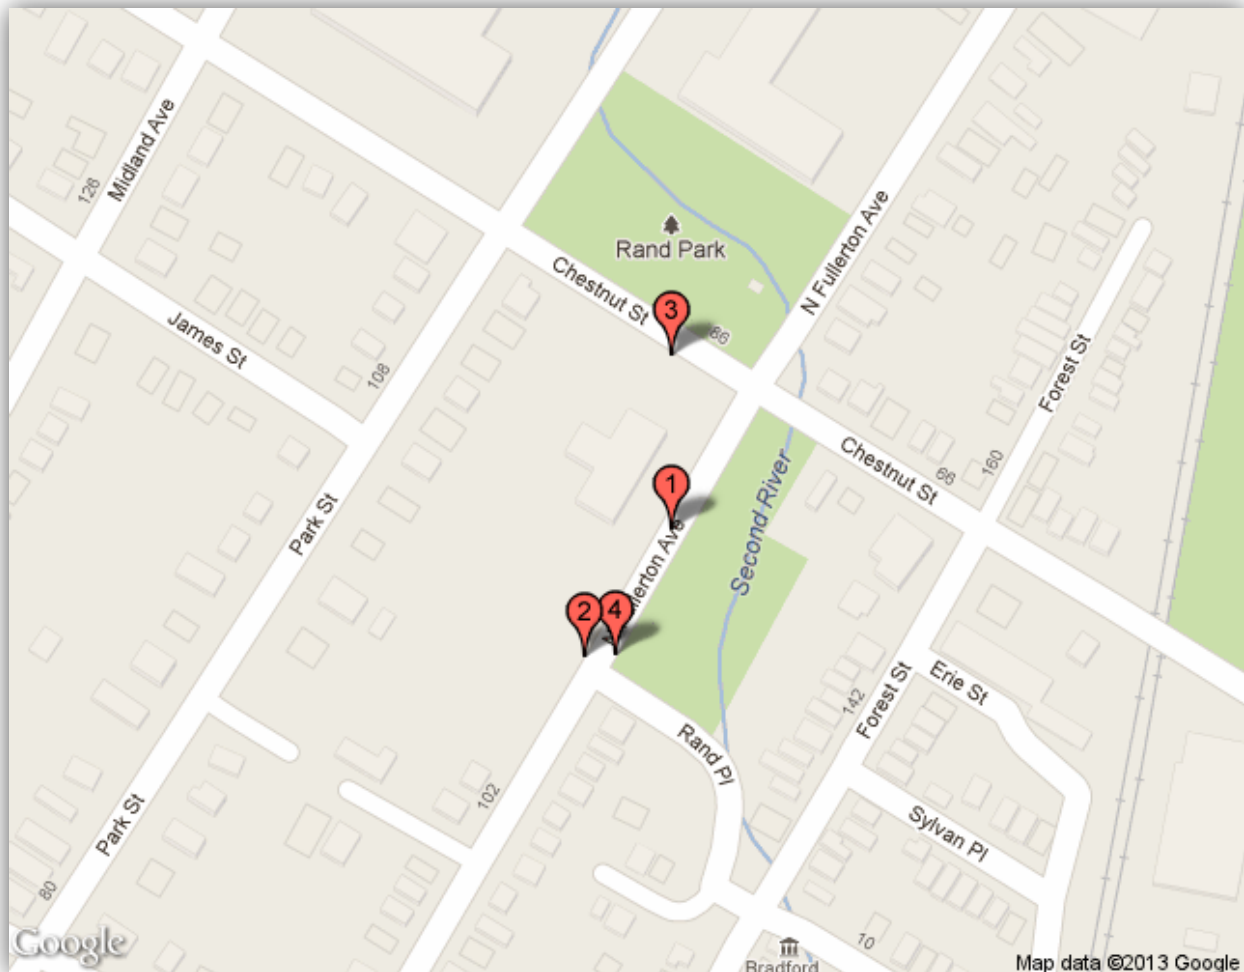 Midland Ave
126
Rand Park
N Fullerton Ave
Chestnut St
3
66
James St
108
Forest St
Chestnut St
66
160
1
Second River
Park St
2
4
N Fullerton Ave
Erie St
Forest St
142
Rand Pl
102
Sylvan Pl
Park St
80
10
Bradford
Google
Map data ©2013 Google